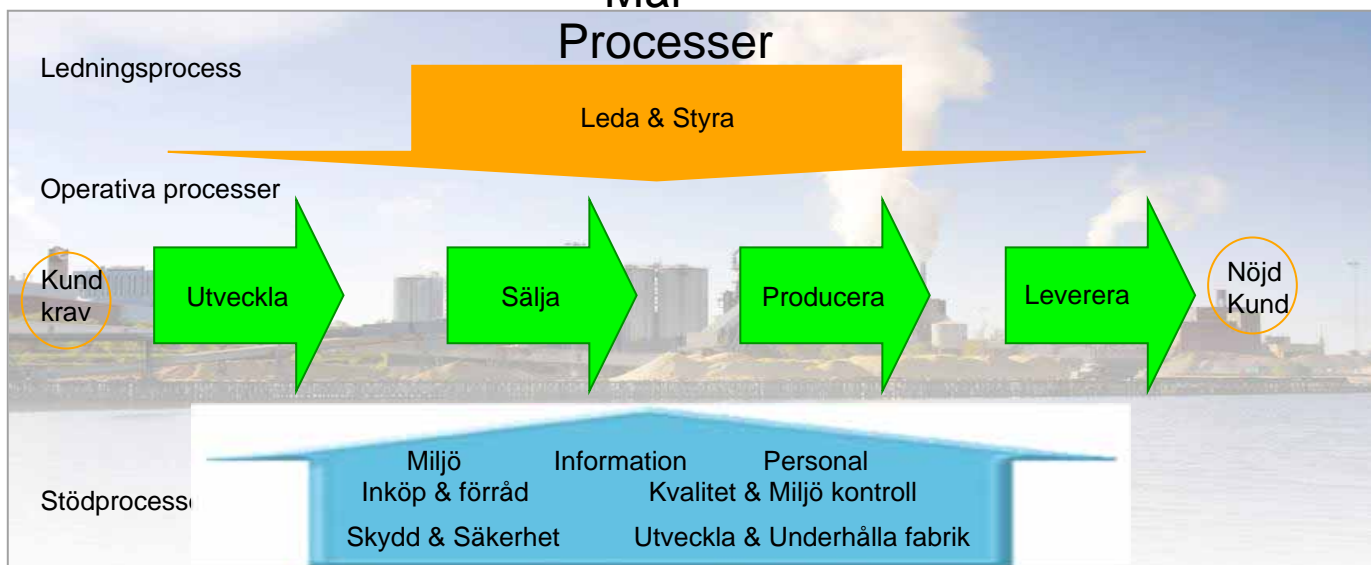 Processer
Ledningsprocess
Leda & Styra
Operativa processer
Kund
krav
Utveckla
Sälja
Producera
Leverera
Nöjd
Kund
Miljö Information Personal
Inköp & förråd Kvalitet & Miljö kontroll
Stödprocesse
Skydd & Säkerhet Utveckla & Underhålla fabrik